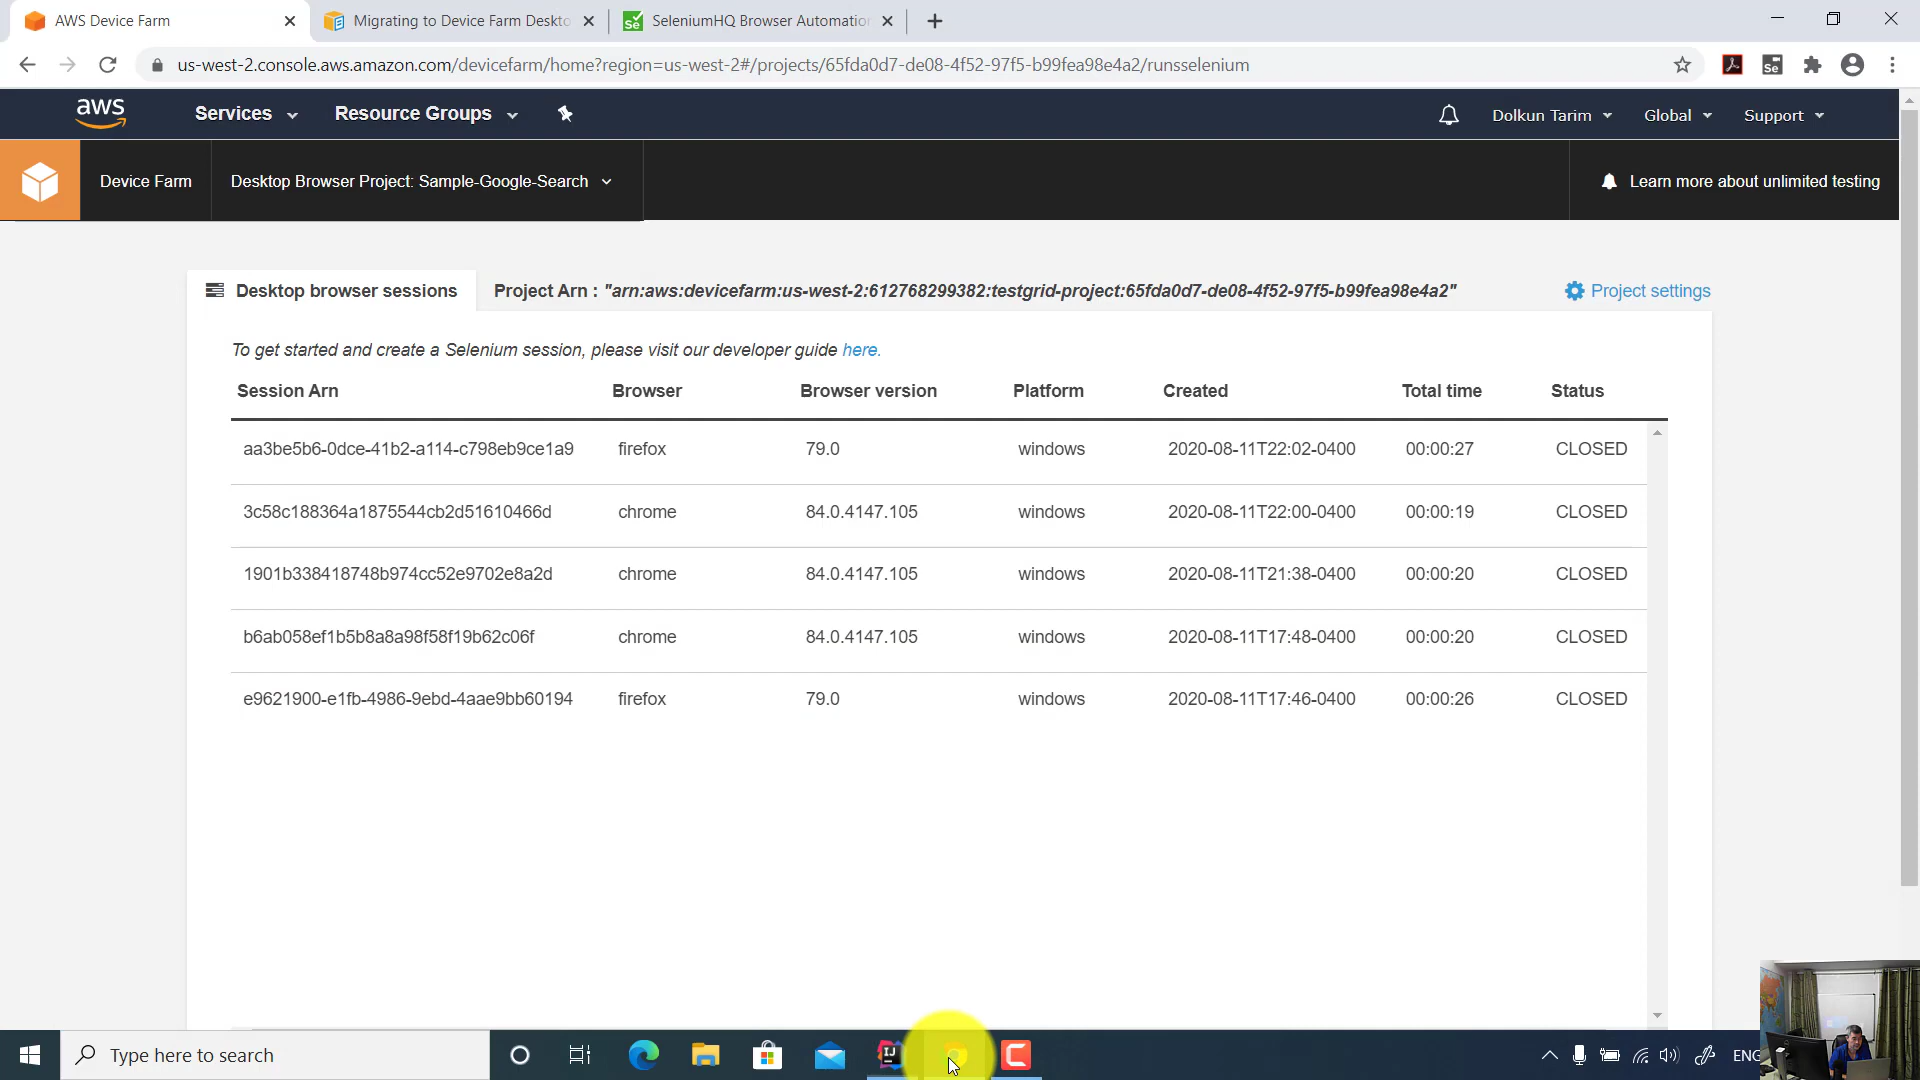 AWS Device Farm
Migrating to Device Farm Deskto
Se SeleniumHQ Browser Automation
us-west-2.console.aws.amazon.com/devicefarm/home?region=us-west-2#/projects/65fda0d7-de08-4f52-97f5-b99fea98e4a2/runsselenium
Se
aws Services Resource Groups Dolkun Tarim Global Support
Device Farm Desktop Browser Project: Sample-Google-Search Learn more about unlimited testing
Desktop browser sessions Project Arn : "arn:aws:devicefarm:us-west-2:612768299382:testgrid-project:65fda0d7-de08-4f52-97f5-b99fea98e4a2" Project settings
To get started and create a Selenium session, please visit our developer guide here.
Session Arn Browser Browser version Platform Created Total time Status
aa3be5b6-0dce-41b2-a114-c798eb9ce1a9 firefox 79.0 windows 2020-08-11T22:02-0400 00:00:27 CLOSED
3c58c188364a1875544cb2d51610466d chrome 84.0.4147.105 windows 2020-08-11T22:00-0400 00:00:19 CLOSED
1901b338418748b974cc52e9702e8a2d chrome 84.0.4147.105 windows 2020-08-11T21:38-0400 00:00:20 CLOSED
b6ab058ef1b5b8a8a98f58f19b62c06f chrome 84.0.4147.105 windows 2020-08-11T17:48-0400 00:00:20 CLOSED
e9621900-e1fb-4986-9ebd-4aae9bb60194 firefox 79.0 windows 2020-08-11T17:46-0400 00:00:26 CLOSED
Type here to search IJ ENG